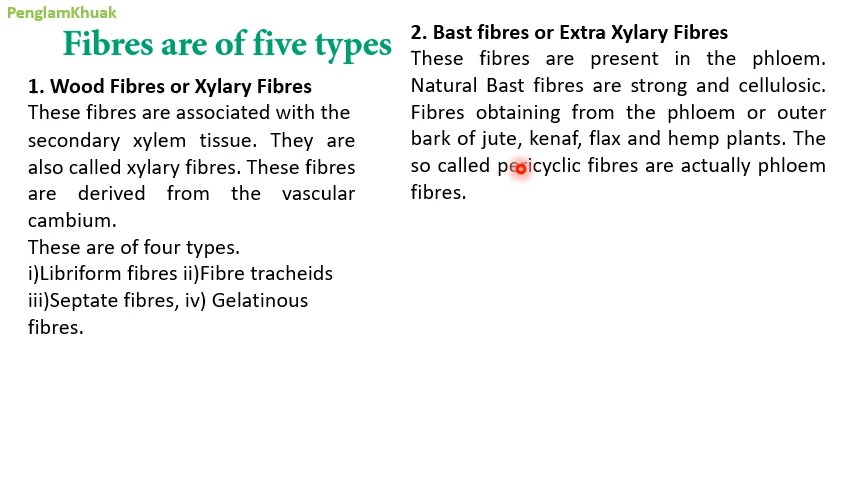 PenglamKhuak
Fibres are of five types
1. Wood Fibres or Xylary Fibres
These fibres are associated with the
secondary xylem tissue. They are
also called xylary fibres. These fibres
are derived from the vascular
cambium.
These are of four types.
i)Libriform fibres ii)Fibre tracheids
iii)Septate fibres, iv) Gelatinous
fibres.
2. Bast fibres or Extra Xylary Fibres
These fibres are present in the phloem.
Natural Bast fibres are strong and cellulosic.
Fibres obtaining from the phloem or outer
bark of jute, kenaf, flax and hemp plants. The
so called pericyclic fibres are actually phloem
fibres.